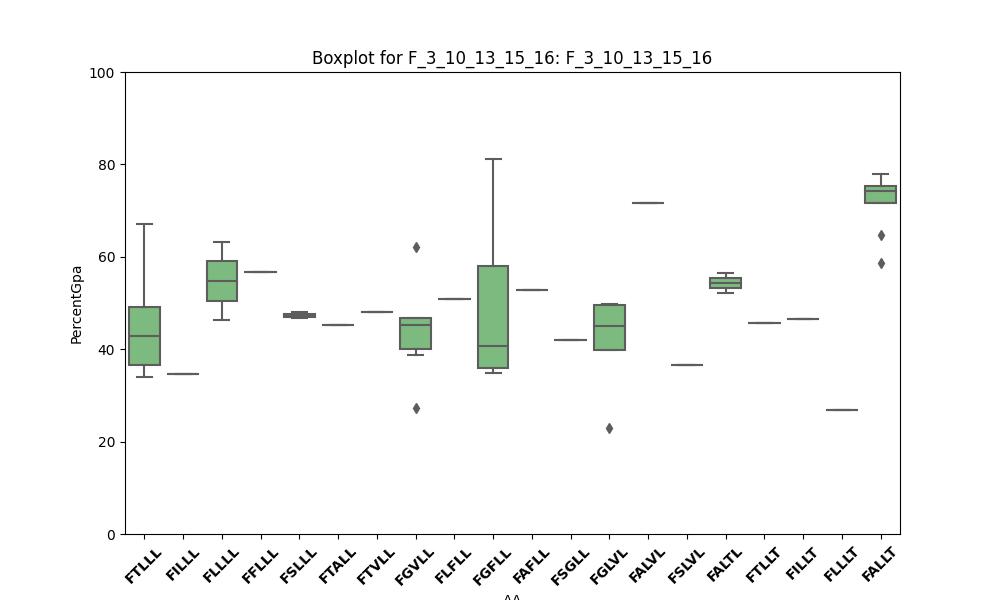 Boxplot for F_3_10_13_15_16: F_3_10_13_15_16
100
80
60
40
20
0
PercentGpa
FTLLL FILLL FLLLL FFLLL FSLLL FTALL FTVLL FGVLL FLFLL FGFLL FAFLL FSGLL FGLVL FALVL FSLVL FALTL FTLLT FILLT FLLLT FALLT
AA